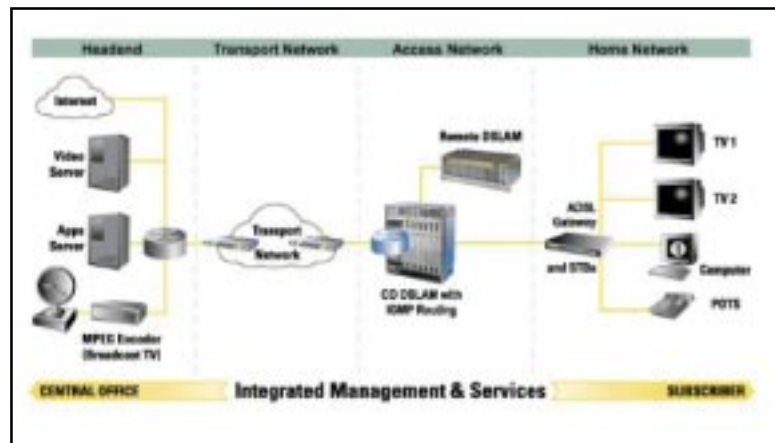 Headend
Transport Network
Access Network
Home Network
Internet
Video
Server
Apps
Server
MPEG Encoder
(Broadcast TV)
Transport
Network
Remote DSLAM
CO DSLAM with
IGMP Routing
ADSL
Gateway
and STBs
TV 1
TV 2
Computer
POTS
CENTRAL OFFICE
Integrated Management & Services
SUBSCRIBER